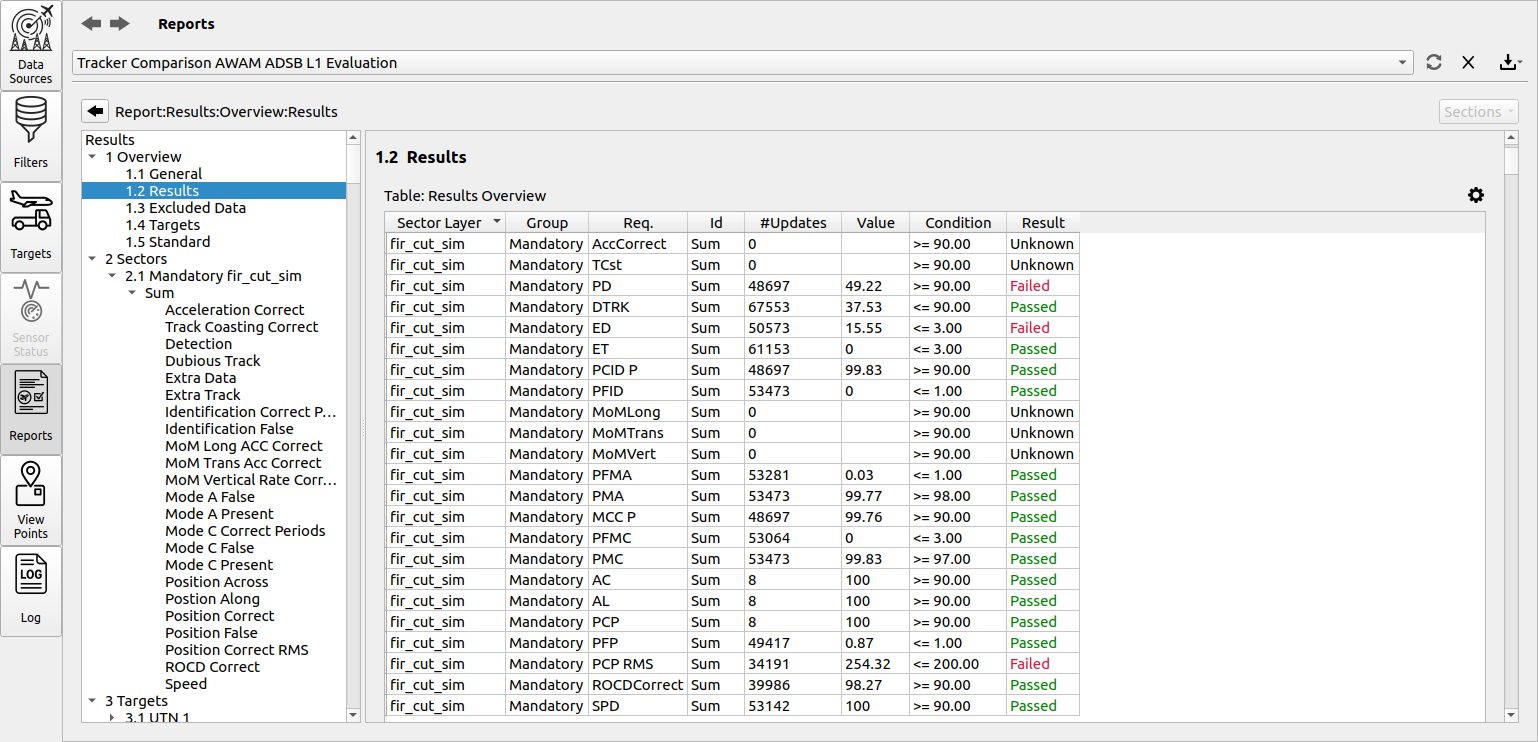 Data Sources
Filters
Targets
Sensor Status
Reports
View Points
LOG
Log
Reports
Tracker Comparison AWAM ADSB L1 Evaluation
Report:Results:Overview:Results
Sections
Results
1 Overview
1.1 General
1.2 Results
1.3 Excluded Data
1.4 Targets
1.5 Standard
2 Sectors
2.1 Mandatory fir_cut_sim
Sum
Acceleration Correct
Track Coasting Correct
Detection
Dubious Track
Extra Data
Extra Track
Identification Correct P...
Identification False
MoM Long ACC Correct
MoM Trans Acc Correct
MoM Vertical Rate Corr...
Mode A False
Mode A Present
Mode C Correct Periods
Mode C False
Mode C Present
Position Across
Postion Along
Position Correct
Position False
Position Correct RMS
ROCD Correct
Speed
3 Targets
3.1 UTN 1
1.2 Results
Table: Results Overview
Sector Layer Group Req. Id #Updates Value Condition Result
fir_cut_sim Mandatory AccCorrect Sum 0 >= 90.00 Unknown
fir_cut_sim Mandatory TCst Sum 0 >= 90.00 Unknown
fir_cut_sim Mandatory PD Sum 48697 49.22 >= 90.00 Failed
fir_cut_sim Mandatory DTRK Sum 67553 37.53 <= 90.00 Passed
fir_cut_sim Mandatory ED Sum 50573 15.55 <= 3.00 Failed
fir_cut_sim Mandatory ET Sum 61153 0 <= 3.00 Passed
fir_cut_sim Mandatory PCID P Sum 48697 99.83 >= 90.00 Passed
fir_cut_sim Mandatory PFID Sum 53473 0 <= 1.00 Passed
fir_cut_sim Mandatory MoMLong Sum 0 >= 90.00 Unknown
fir_cut_sim Mandatory MoMTrans Sum 0 >= 90.00 Unknown
fir_cut_sim Mandatory MoMVert Sum 0 >= 90.00 Unknown
fir_cut_sim Mandatory PFMA Sum 53281 0.03 <= 1.00 Passed
fir_cut_sim Mandatory PMA Sum 53473 99.77 >= 98.00 Passed
fir_cut_sim Mandatory MCC P Sum 48697 99.76 >= 90.00 Passed
fir_cut_sim Mandatory PFMC Sum 53064 0 <= 3.00 Passed
fir_cut_sim Mandatory PMC Sum 53473 99.83 >= 97.00 Passed
fir_cut_sim Mandatory AC Sum 8 100 >= 90.00 Passed
fir_cut_sim Mandatory AL Sum 8 100 >= 90.00 Passed
fir_cut_sim Mandatory PCP Sum 8 100 >= 90.00 Passed
fir_cut_sim Mandatory PFP Sum 49417 0.87 <= 1.00 Passed
fir_cut_sim Mandatory PCP RMS Sum 34191 254.32 <= 200.00 Failed
fir_cut_sim Mandatory ROCDCorrect Sum 39986 98.27 >= 90.00 Passed
fir_cut_sim Mandatory SPD Sum 53142 100 >= 90.00 Passed